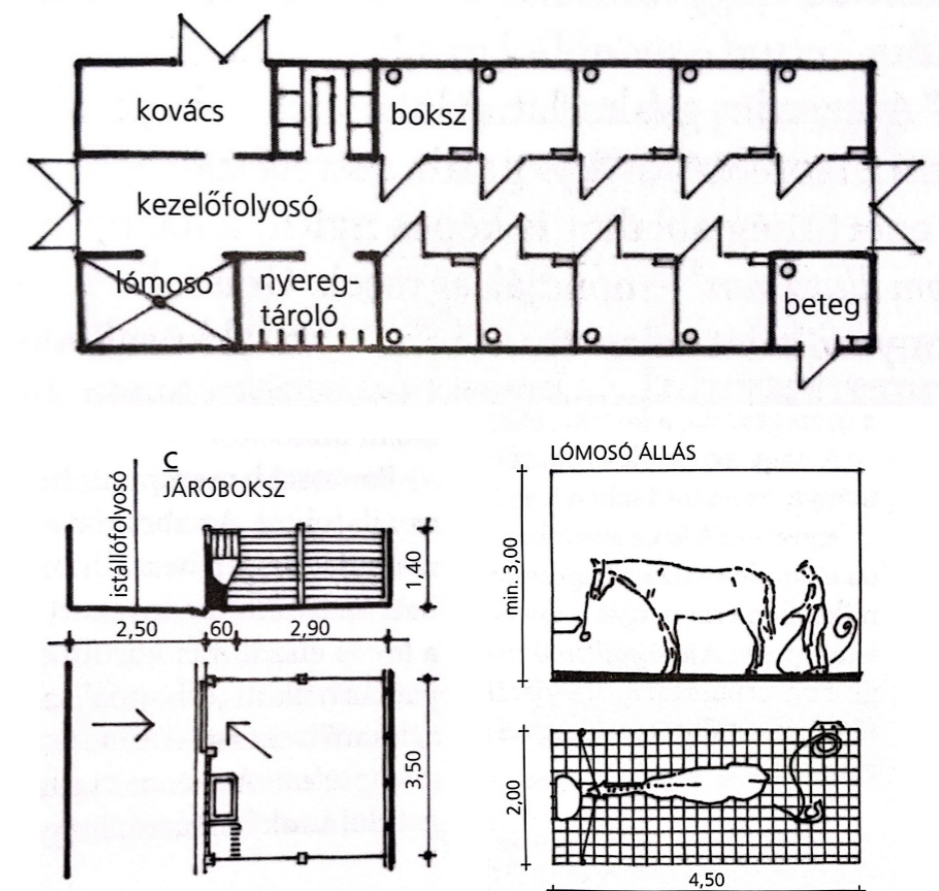 kovács
boksz
kezelőfolyosó
lómosó
nyereg-
tároló
beteg
C
JÁRÓBOKSZ
istállófolyosó
1,40
2,50
60
2,90
3,50
LÓMOSÓ ÁLLÁS
min. 3,00
2,00
4,50